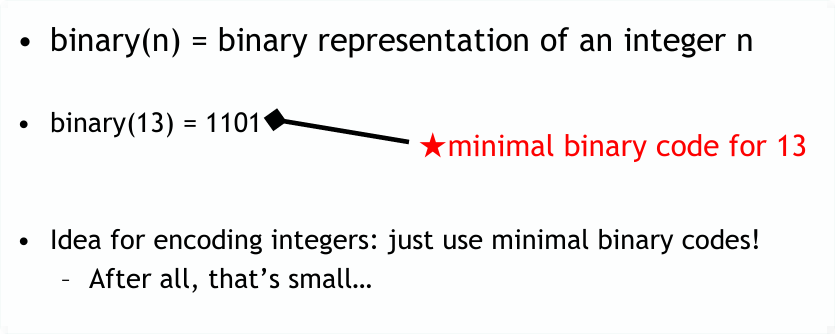 • binary(n) = binary representation of an integer n
• binary(13) = 1101
★minimal binary code for 13
• Idea for encoding integers: just use minimal binary codes!
– After all, that’s small…